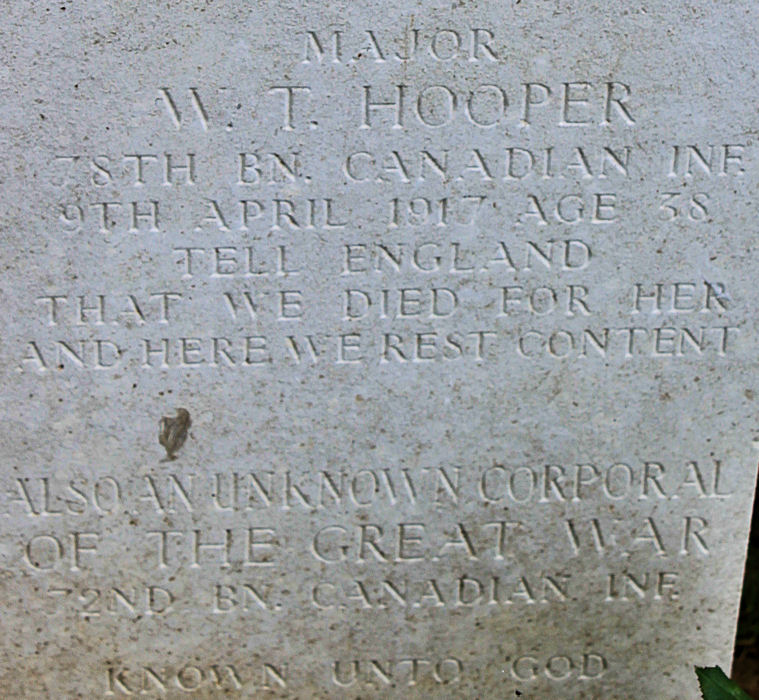 MAJOR
W. T. HOOPER
78TH BN. CANADIAN INF.
9TH APRIL 1917 AGE 38
TELL ENGLAND
THAT WE DIED FOR HER
AND HERE WE REST CONTENT
ALSO AN UNKNOWN CORPORAL
OF THE GREAT WAR
72ND BN. CANADIAN INF.
KNOWN UNTO GOD